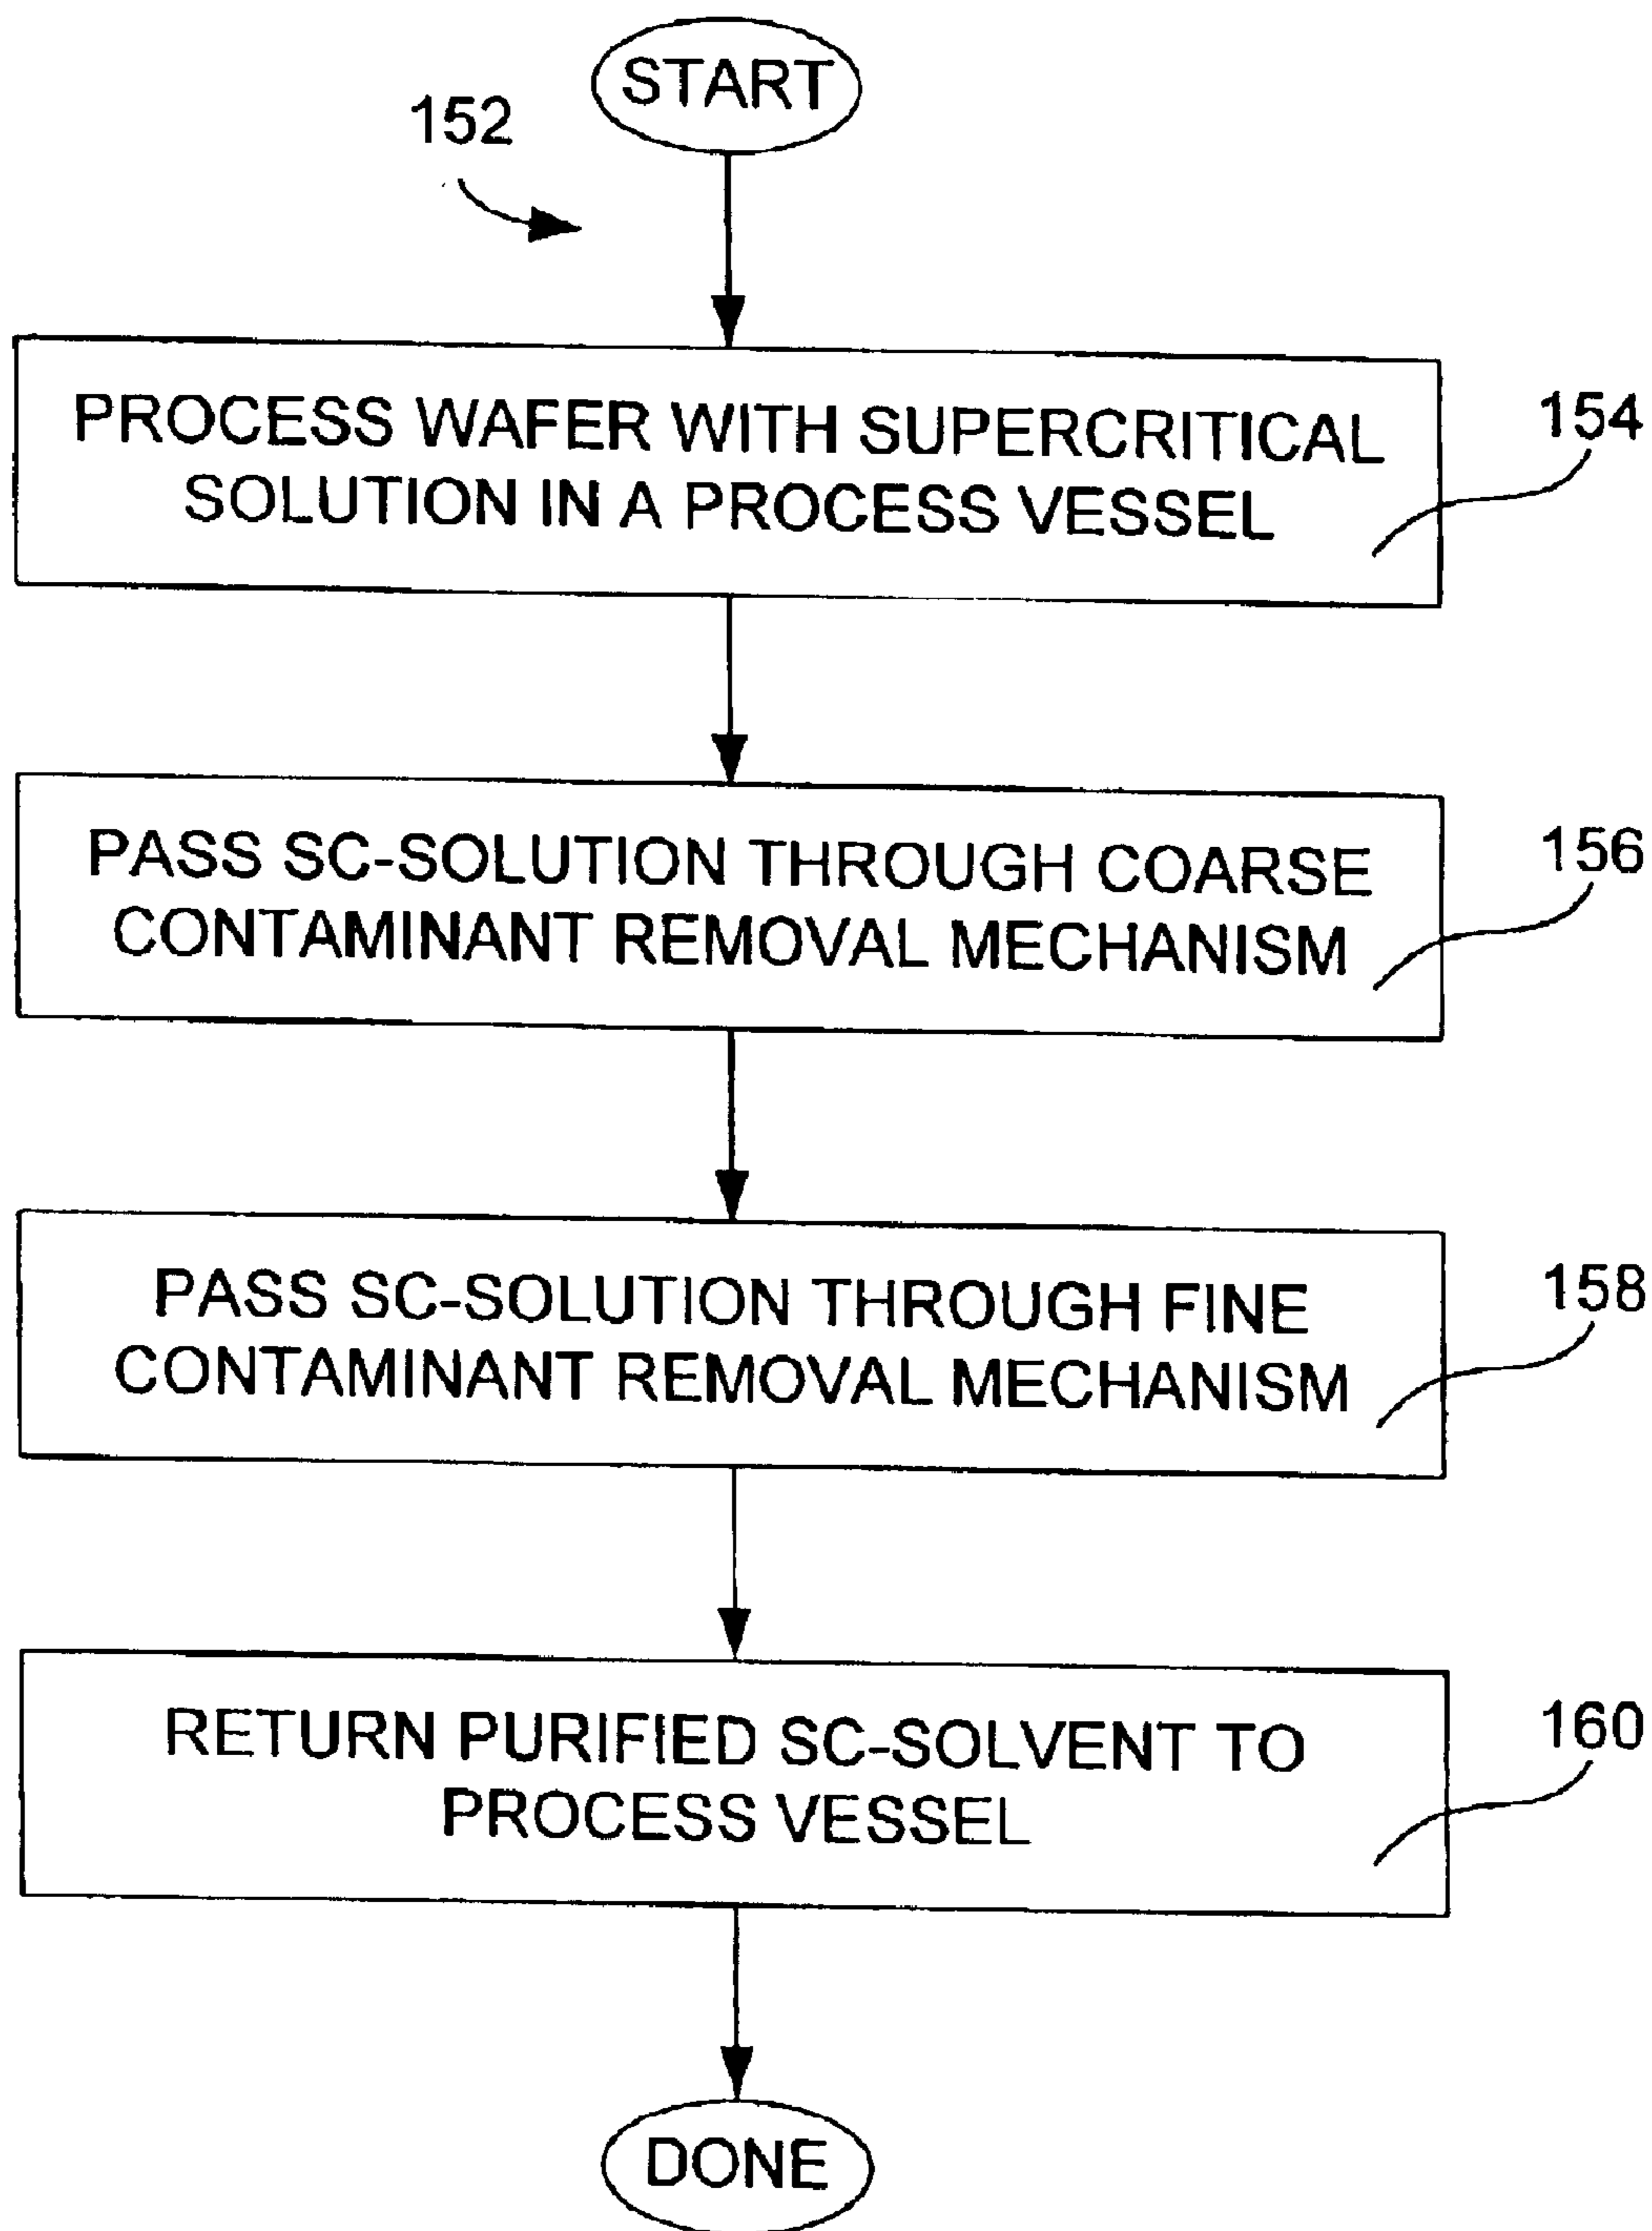 START
152
PROCESS WAFER WITH SUPERCRITICAL
SOLUTION IN A PROCESS VESSEL
154
PASS SC-SOLUTION THROUGH COARSE
CONTAMINANT REMOVAL MECHANISM
156
PASS SC-SOLUTION THROUGH FINE
CONTAMINANT REMOVAL MECHANISM
158
RETURN PURIFIED SC-SOLVENT TO
PROCESS VESSEL
160
DONE